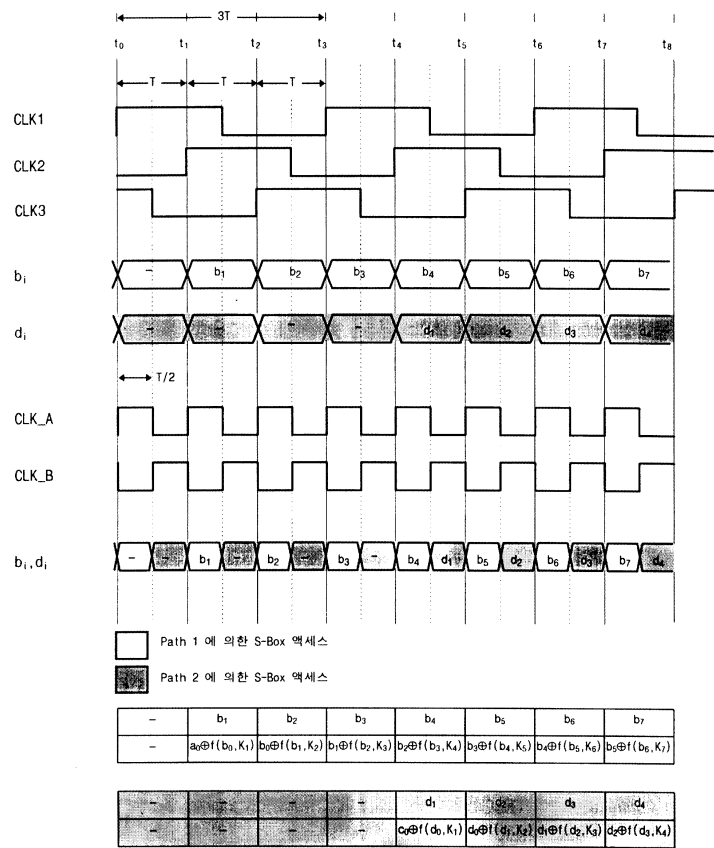 3T
t0 t1 t2 t3 t4 t5 t6 t7 t8
T T T
CLK1
CLK2
CLK3
bi - b1 b2 b3 b4 b5 b6 b7
di - - - - d1 d2 d3 d4
T/2
CLK_A
CLK_B
bi,di - - b1 - b2 - b3 - b4 d1 b5 d2 b6 d3 b7 d4
Path 1 에 의한 S-Box 액세스
Path 2 에 의한 S-Box 액세스
- b1 b2 b3 b4 b5 b6 b7
- a0⊕f(b0,K1) b0⊕f(b1,K2) b1⊕f(b2,K3) b2⊕f(b3,K4) b3⊕f(b4,K5) b4⊕f(b5,K6) b5⊕f(b6,K7)
- - - - d1 d2 d3 d4
- - - - c0⊕f(d0,K1) d0⊕f(d1,K2) d1⊕f(d2,K3) d2⊕f(d3,K4)